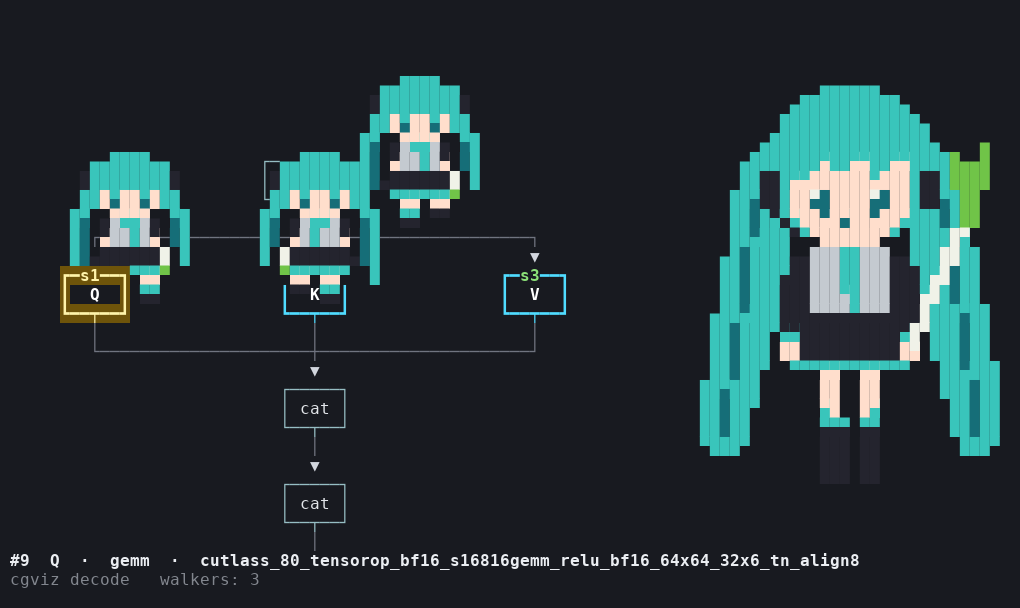 s1
s3
Q
K
V
cat
cat
#9 Q · gemm · cutlass_80_tensorop_bf16_s16816gemm_relu_bf16_64x64_32x6_tn_align8
cgviz decode walkers: 3